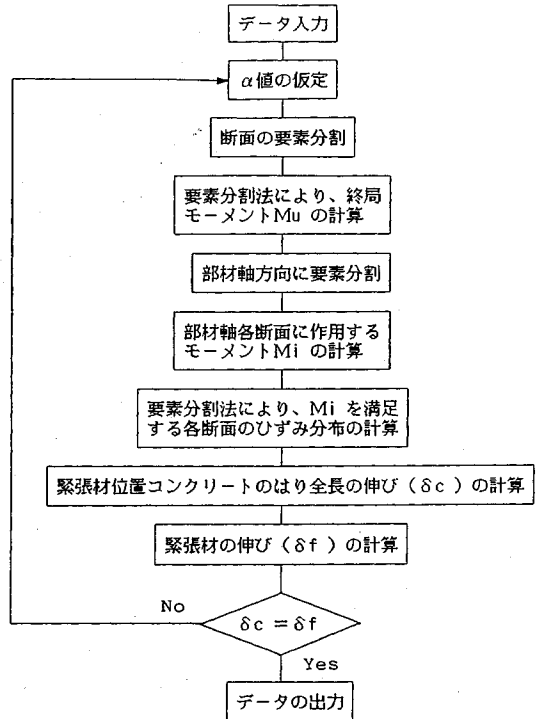 データ入力
α値の仮定
断面の要素分割
要素分割法により、終局
モーメントMu の計算
部材軸方向に要素分割
部材軸各断面に作用する
モーメントMi の計算
要素分割法により、Mi を満足
する各断面のひずみ分布の計算
緊張材位置コンクリートのはり全長の伸び(δc)の計算
緊張材の伸び(δf)の計算
No
δc=δf
Yes
データの出力